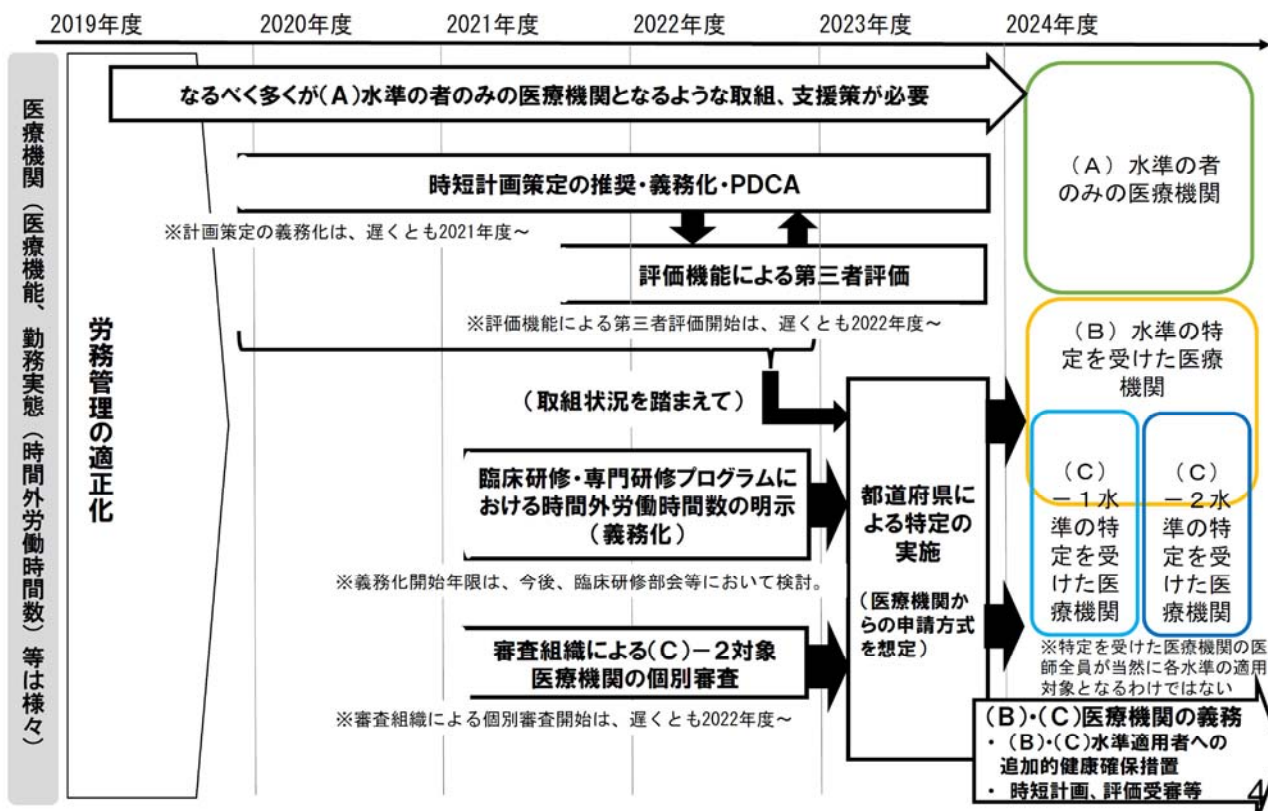 2019年度
2020年度
2021年度
2022年度
2023年度
2024年度
医療機関（医療機能、勤務実態（時間外労働時間数）等は様々）
労務管理の適正化
なるべく多くが(A)水準の者のみの医療機関となるような取組、支援策が必要
時短計画策定の推奨・義務化・PDCA
※計画策定の義務化は、遅くとも2021年度～
評価機能による第三者評価
※評価機能による第三者評価開始は、遅くとも2022年度～
（取組状況を踏まえて）
臨床研修・専門研修プログラムに
おける時間外労働時間数の明示
（義務化）
※義務化開始年限は、今後、臨床研修部会等において検討。
審査組織による(C)－2対象
医療機関の個別審査
※審査組織による個別審査開始は、遅くとも2022年度～
都道府県に
よる特定の
実施
（医療機関か
らの申請方式
を想定）
（A）水準の者
のみの医療機関
（B）水準の特
定を受けた医療
機関
（C）
－１水
準の特
定を受
けた医
療機関
（C）
－２水
準の特
定を受
けた医
療機関
※特定を受けた医療機関の医
師全員が当然に各水準の適用
対象となるわけではない
(B)・(C)医療機関の義務
・ (B)・(C)水準適用者への
追加的健康確保措置
・ 時短計画、評価受審等
4